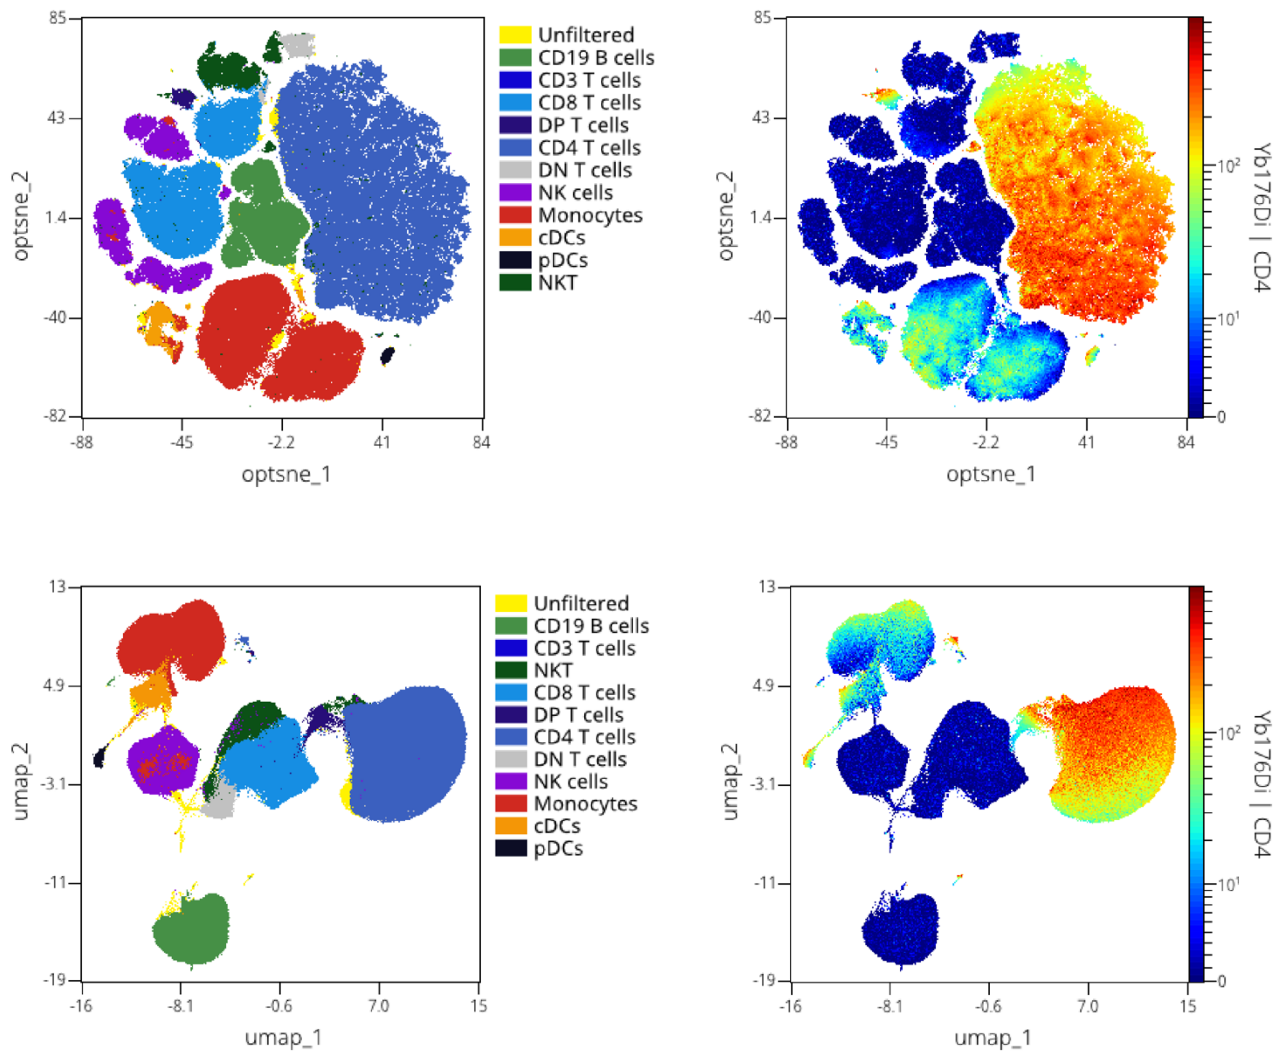 85
43
1.4
-40
-82
optsne_2
-88
-45
-2.2
41
84
optsne_1
Unfiltered
CD19 B cells
CD3 T cells
CD8 T cells
DP T cells
CD4 T cells
DN T cells
NK cells
Monocytes
cDCs
pDCs
NKT
85
43
1.4
-40
-82
optsne_2
-88
-45
-2.2
41
84
optsne_1
10²
10¹
0
Yb176Di | CD4
13
4.9
-3.1
-11
-19
umap_2
-16
-8.1
-0.6
7.0
15
umap_1
Unfiltered
CD19 B cells
CD3 T cells
NKT
CD8 T cells
DP T cells
CD4 T cells
DN T cells
NK cells
Monocytes
cDCs
pDCs
13
4.9
-3.1
-11
-19
umap_2
-16
-8.1
-0.6
7.0
15
umap_1
10²
10¹
0
Yb176Di | CD4